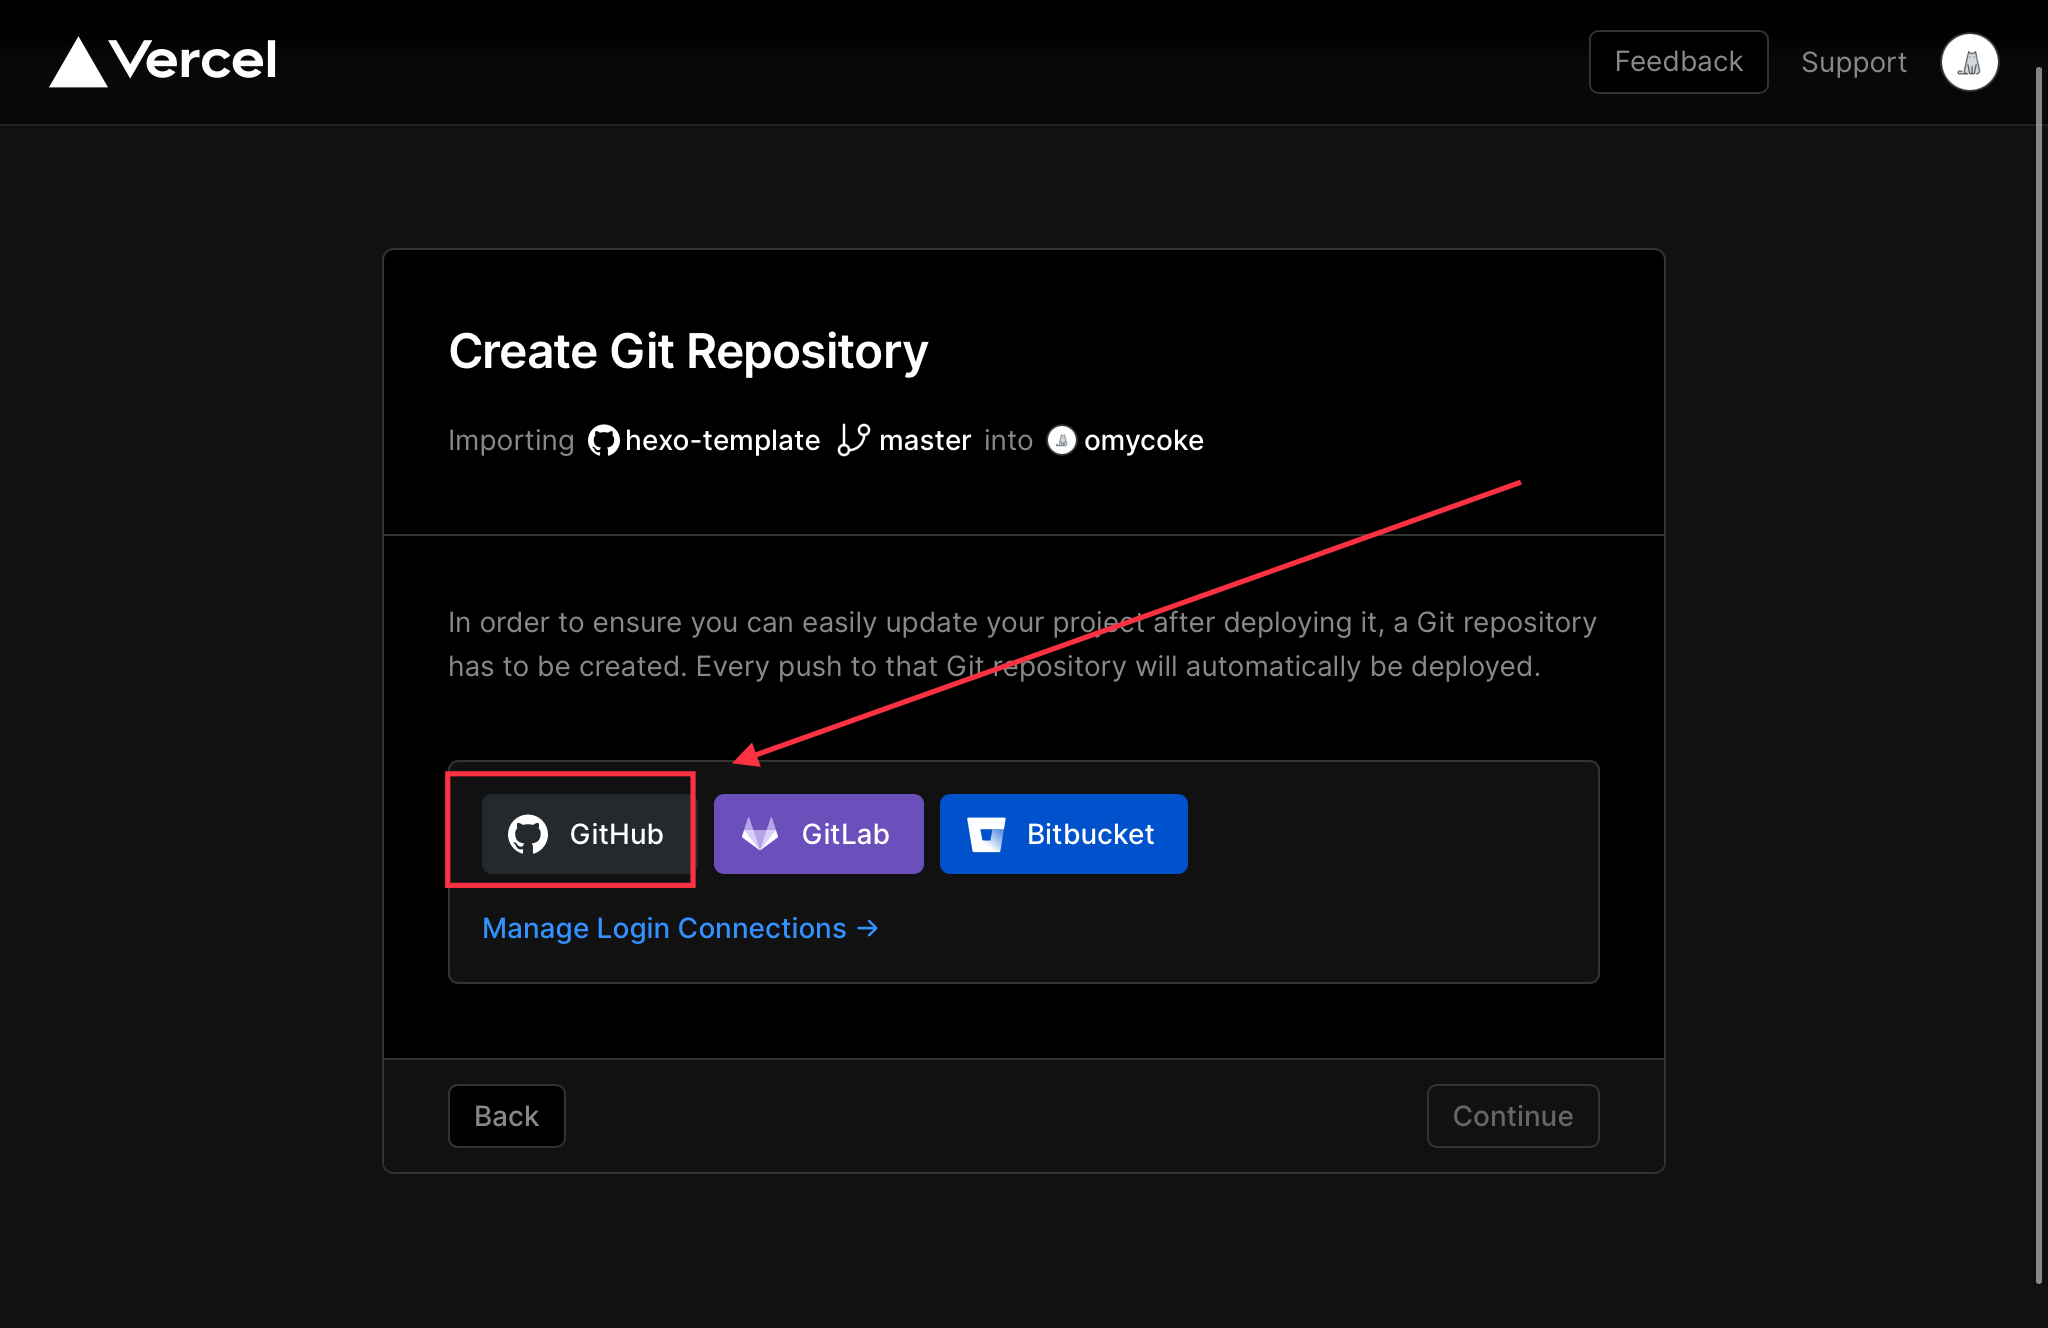 Vercel
Feedback
Support
Create Git Repository
Importing hexo-template master into omycoke
In order to ensure you can easily update your project after deploying it, a Git repository
has to be created. Every push to that Git repository will automatically be deployed.
GitHub
GitLab
Bitbucket
Manage Login Connections →
Back
Continue